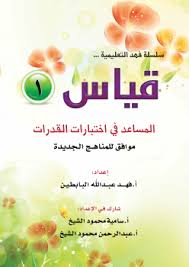 سلسلة فهد التعليمية ...
قياس
١
المساعد في اختبارات القدرات
موافق للمناهج الجديدة
إعداد:
أ. فهد عبدالله البابطين
شارك في الإعداد:
أ. سامية محمود الشيخ
أ. عبدالرحمن محمود الشيخ